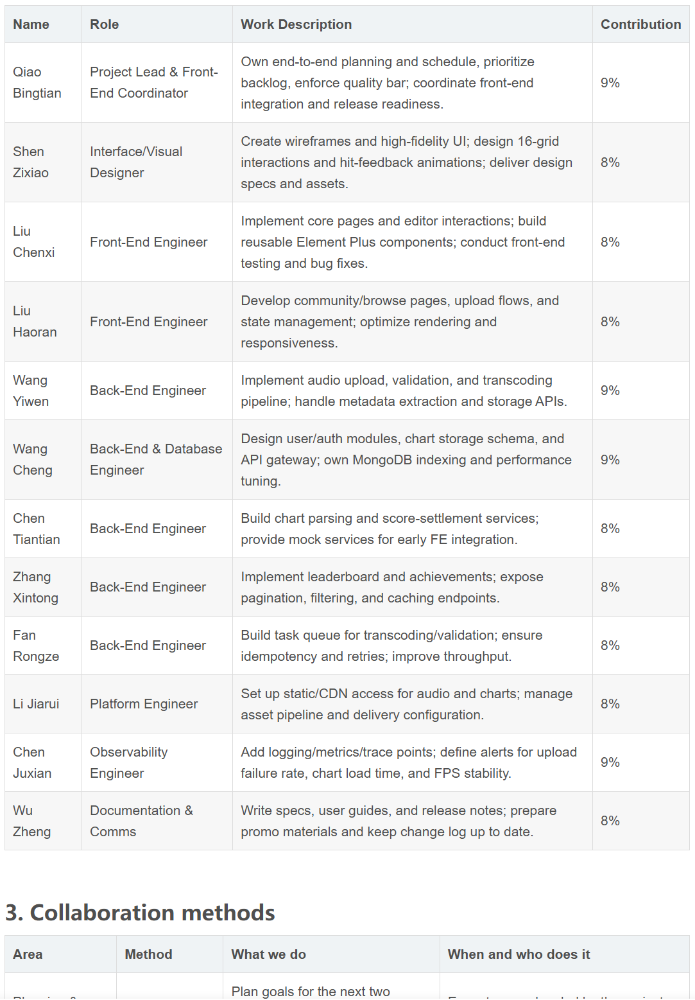 Name Role Work Description Contribution
Qiao
Bingtian
Project Lead & Front-
End Coordinator
Own end-to-end planning and schedule, prioritize
backlog, enforce quality bar; coordinate front-end
integration and release readiness.
9%
Shen
Zixiao
Interface/Visual
Designer
Create wireframes and high-fidelity UI; design 16-grid
interactions and hit-feedback animations; deliver design
specs and assets.
8%
Liu
Chenxi
Front-End Engineer
Implement core pages and editor interactions; build
reusable Element Plus components; conduct front-end
testing and bug fixes.
8%
Liu
Haoran
Front-End Engineer
Develop community/browse pages, upload flows, and
state management; optimize rendering and
responsiveness.
8%
Wang
Yiwen
Back-End Engineer
Implement audio upload, validation, and transcoding
pipeline; handle metadata extraction and storage APIs.
9%
Wang
Cheng
Back-End & Database
Engineer
Design user/auth modules, chart storage schema, and
API gateway; own MongoDB indexing and performance
tuning.
9%
Chen
Tiantian
Back-End Engineer
Build chart parsing and score-settlement services;
provide mock services for early FE integration.
8%
Zhang
Xintong
Back-End Engineer
Implement leaderboard and achievements; expose
pagination, filtering, and caching endpoints.
8%
Fan
Rongze
Back-End Engineer
Build task queue for transcoding/validation; ensure
idempotency and retries; improve throughput.
8%
Li Jiarui
Platform Engineer
Set up static/CDN access for audio and charts; manage
asset pipeline and delivery configuration.
8%
Chen
Juxian
Observability
Engineer
Add logging/metrics/trace points; define alerts for upload
failure rate, chart load time, and FPS stability.
9%
Wu
Zheng
Documentation &
Comms
Write specs, user guides, and release notes; prepare
promo materials and keep change log up to date.
8%
3. Collaboration methods
Area Method What we do When and who does it
Plan goals for the next two